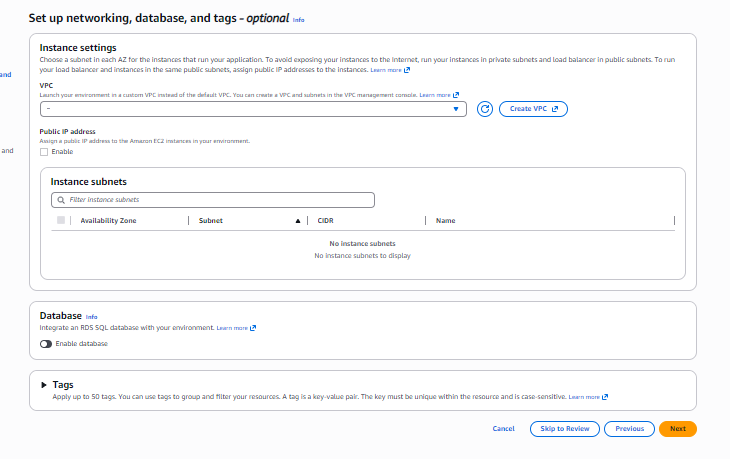 Set up networking, database, and tags - optional Info
Instance settings
Choose a subnet in each AZ for the instances that run your application. To avoid exposing your instances to the Internet, run your instances in private subnets and load balancer in public subnets. To run
your load balancer and instances in the same public subnets, assign public IP addresses to the instances. Learn more
and
VPC
Launch your environment in a custom VPC instead of the default VPC. You can create a VPC and subnets in the VPC management console. Learn more
-
Create VPC
Public IP address
Assign a public IP address to the Amazon EC2 instances in your environment.
and
Enable
Instance subnets
Filter instance subnets
Availability Zone Subnet CIDR Name
No instance subnets
No instance subnets to display
Database Info
Integrate an RDS SQL database with your environment. Learn more
Enable database
Tags
Apply up to 50 tags. You can use tags to group and filter your resources. A tag is a key-value pair. The key must be unique within the resource and is case-sensitive. Learn more
Cancel Skip to Review Previous Next